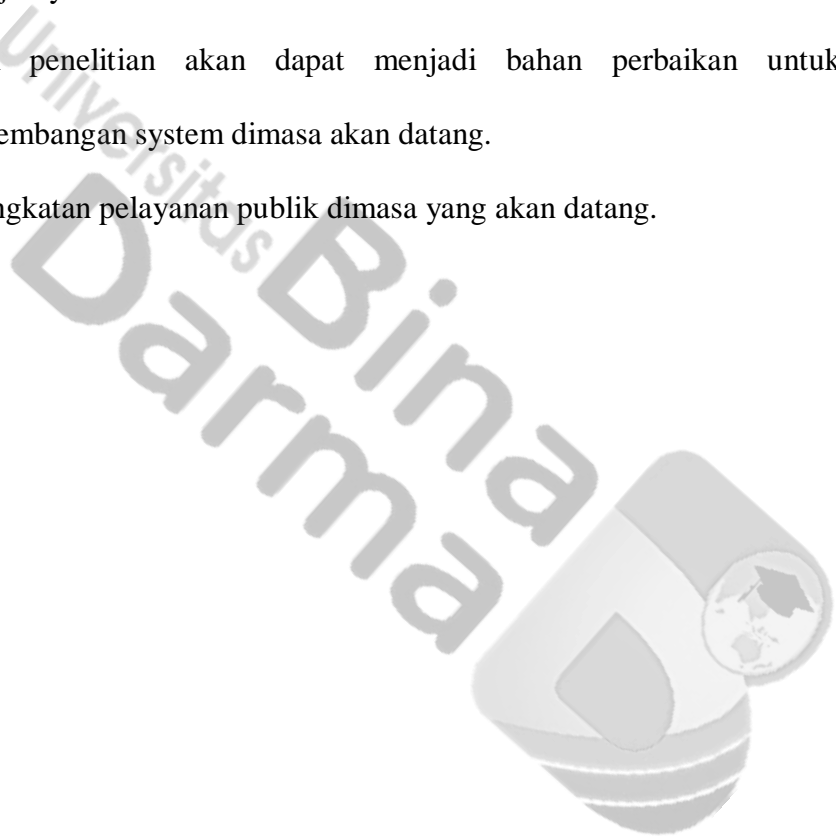 penelitian akan dapat menjadi bahan perbaikan untuk
embangan system dimasa akan datang.
ngkatan pelayanan publik dimasa yang akan datang.
Universitas
Bina
Darma